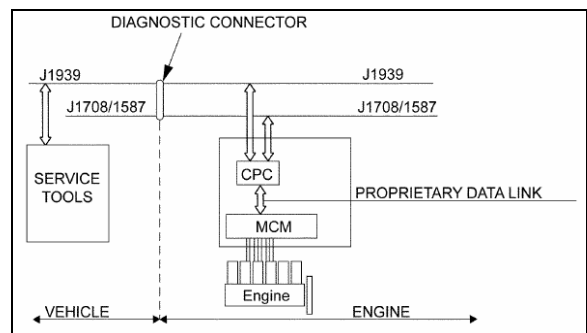 DIAGNOSTIC CONNECTOR
J1939
J1939
J1708/1587
J1708/1587
SERVICE
TOOLS
CPC
PROPRIETARY DATA LINK
MCM
Engine
VEHICLE
ENGINE